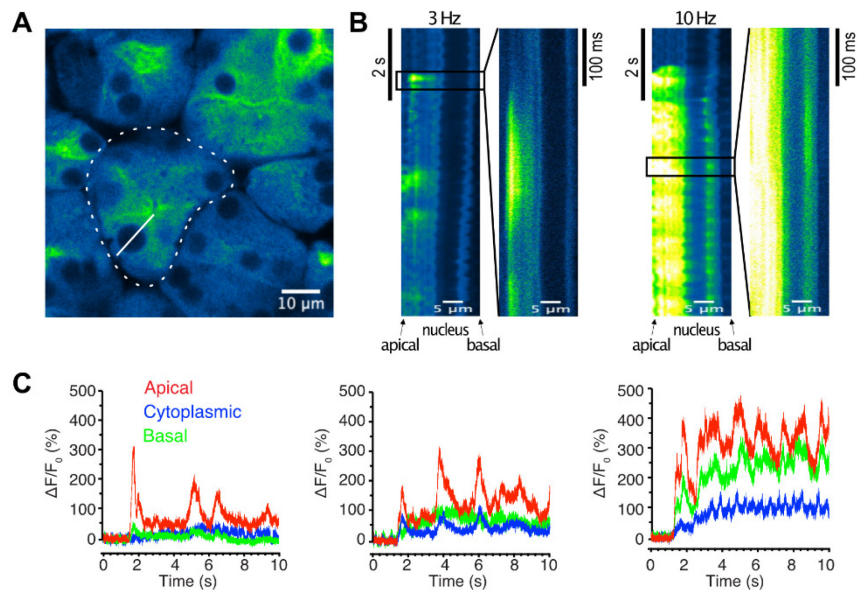 A
10 µm
B
3 Hz
2 s
100 ms
5 µm
5 µm
apical
nucleus
basal
10 Hz
2 s
100 ms
5 µm
5 µm
apical
nucleus
basal
C
Apical
Cytoplasmic
Basal
ΔF/F0 (%)
500
400
300
200
100
0
0 2 4 6 8 10
Time (s)
ΔF/F0 (%)
500
400
300
200
100
0
0 2 4 6 8 10
Time (s)
ΔF/F0 (%)
500
400
300
200
100
0
0 2 4 6 8 10
Time (s)